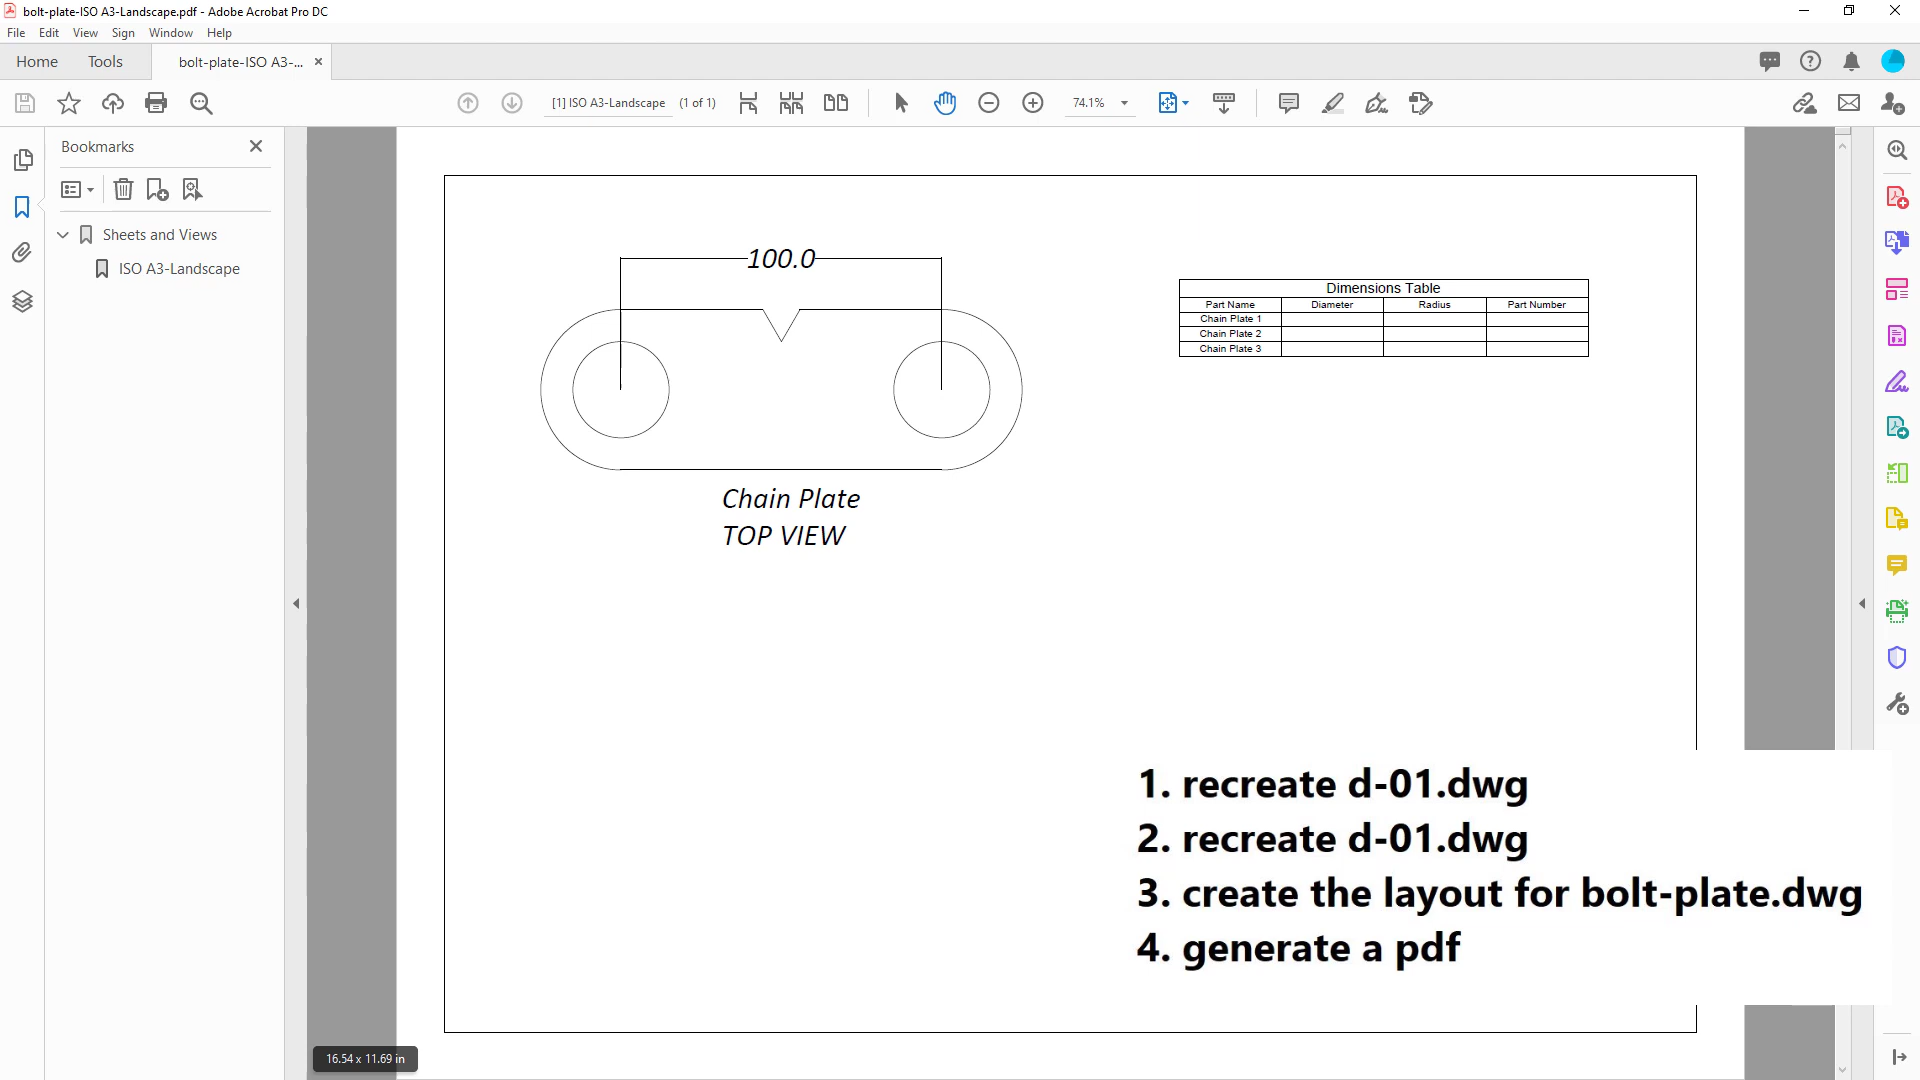 bolt-plate-ISO A3-Landscape.pdf - Adobe Acrobat Pro DC
File Edit View Sign Window Help
Home Tools bolt-plate-ISO A3-... ×
[1] ISO A3-Landscape (1 of 1) 74.1%
Bookmarks
Sheets and Views
ISO A3-Landscape
100.0
Chain Plate
TOP VIEW
Dimensions Table
Part Name Diameter Radius Part Number
Chain Plate 1
Chain Plate 2
Chain Plate 3
1. recreate d-01.dwg
2. recreate d-01.dwg
3. create the layout for bolt-plate.dwg
4. generate a pdf
16.54 x 11.69 in